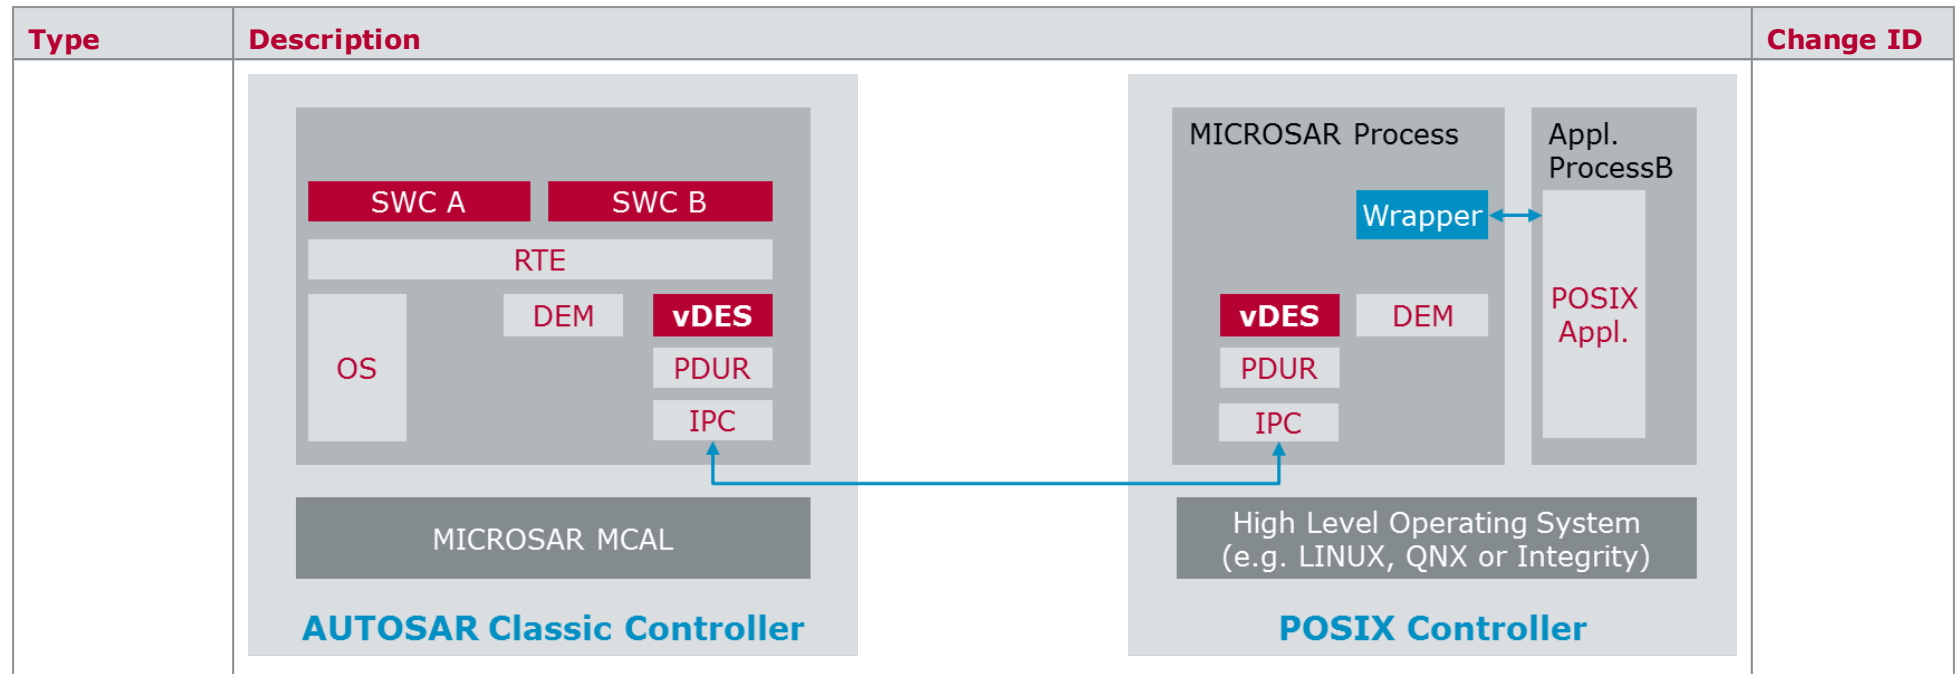 Type
Description
Change ID
SWC A
SWC B
RTE
OS
DEM
vDES
PDUR
IPC
MICROSAR MCAL
AUTOSAR Classic Controller
MICROSAR Process
Wrapper
vDES
DEM
PDUR
IPC
Appl.
ProcessB
POSIX
Appl.
High Level Operating System
(e.g. LINUX, QNX or Integrity)
POSIX Controller